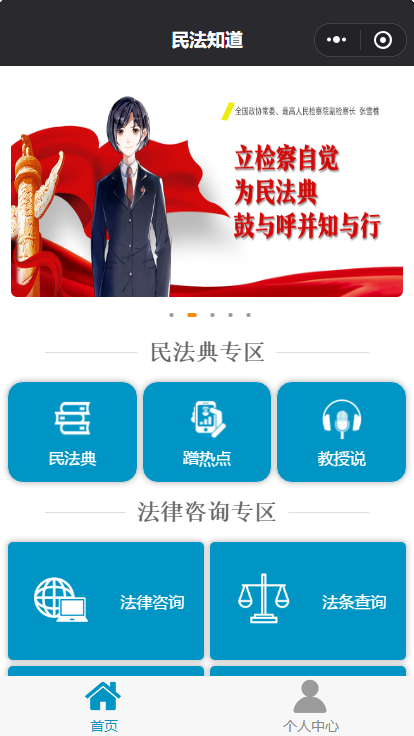 民法知道
全国政协常委、最高人民检察院副检察长 张雪樵
立检察自觉
为民法典
鼓与呼并知与行
民法典专区
民法典
蹭热点
教授说
法律咨询专区
法律咨询
法条查询
首页
个人中心